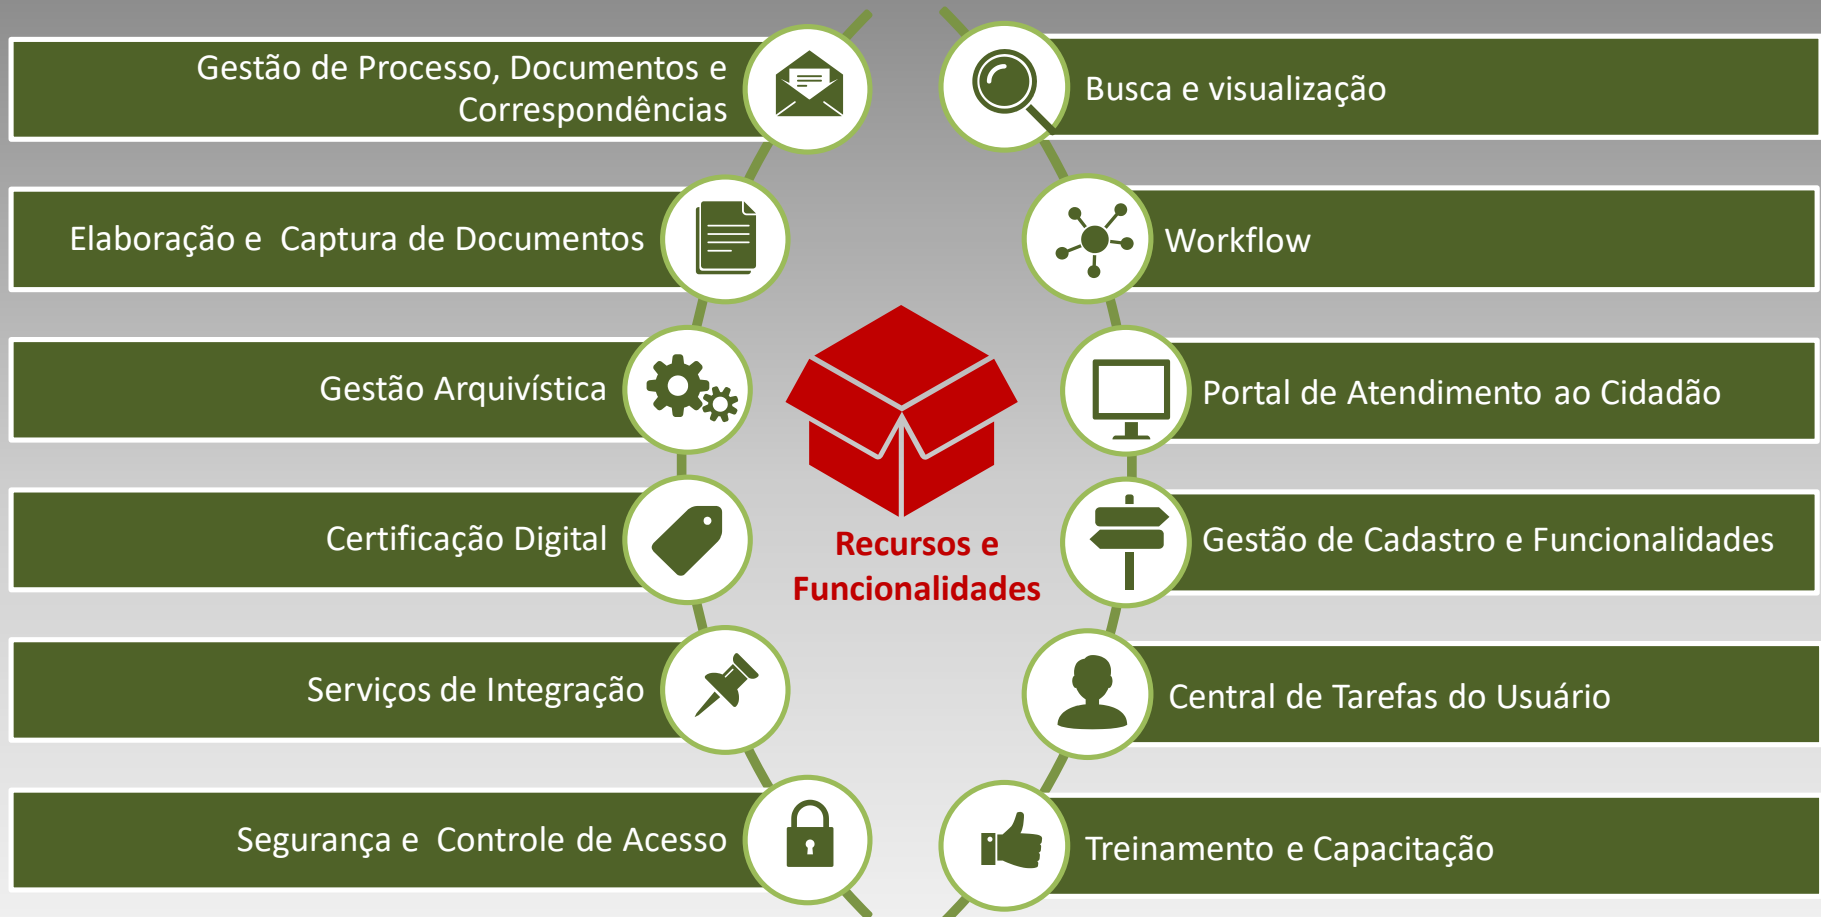 Gestão de Processo, Documentos e
Correspondências
Elaboração e Captura de Documentos
Gestão Arquivística
Certificação Digital
Serviços de Integração
Segurança e Controle de Acesso
Recursos e
Funcionalidades
Busca e visualização
Workflow
Portal de Atendimento ao Cidadão
Gestão de Cadastro e Funcionalidades
Central de Tarefas do Usuário
Treinamento e Capacitação